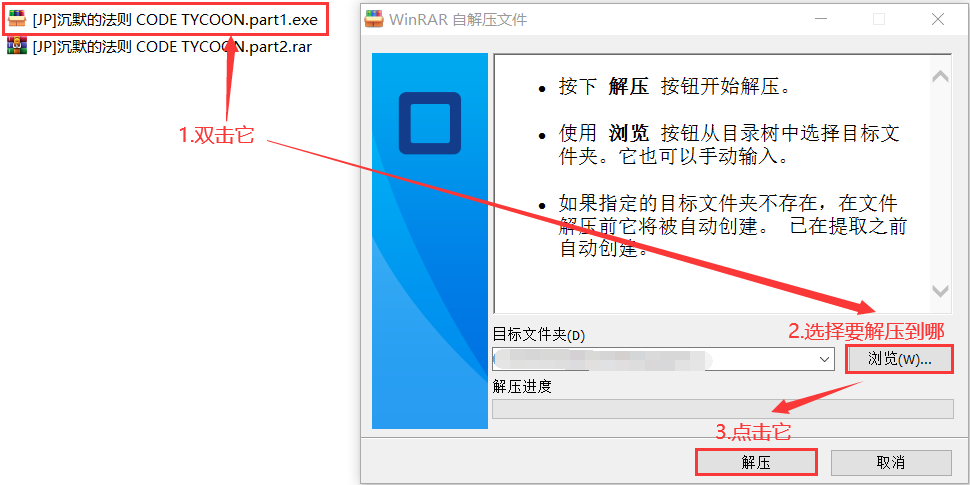 [JP]沉默的法则 CODE TYCOON.part1.exe
[JP]沉默的法则 CODE TYCOON.part2.rar
1.双击它
WinRAR 自解压文件
按下 解压 按钮开始解压。
使用 浏览 按钮从目录树中选择目标文
件夹。它也可以手动输入。
如果指定的目标文件夹不存在，在文件
解压前它将被自动创建。 已在提取之前
自动创建。
2.选择要解压到哪
目标文件夹(D)
浏览(W)...
解压进度
3.点击它
解压
取消